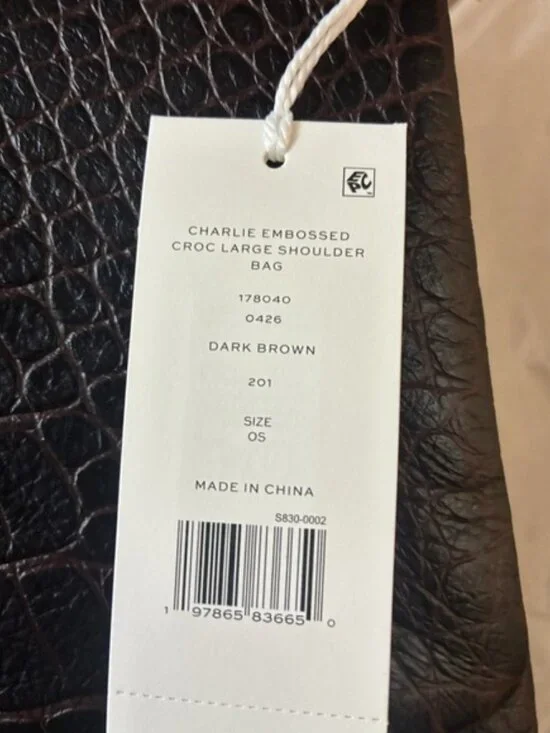 EPC
CHARLIE EMBOSSED
CROC LARGE SHOULDER
BAG
178040
0426
DARK BROWN
201
SIZE
OS
MADE IN CHINA
S830-0002
1 97865 83665 0